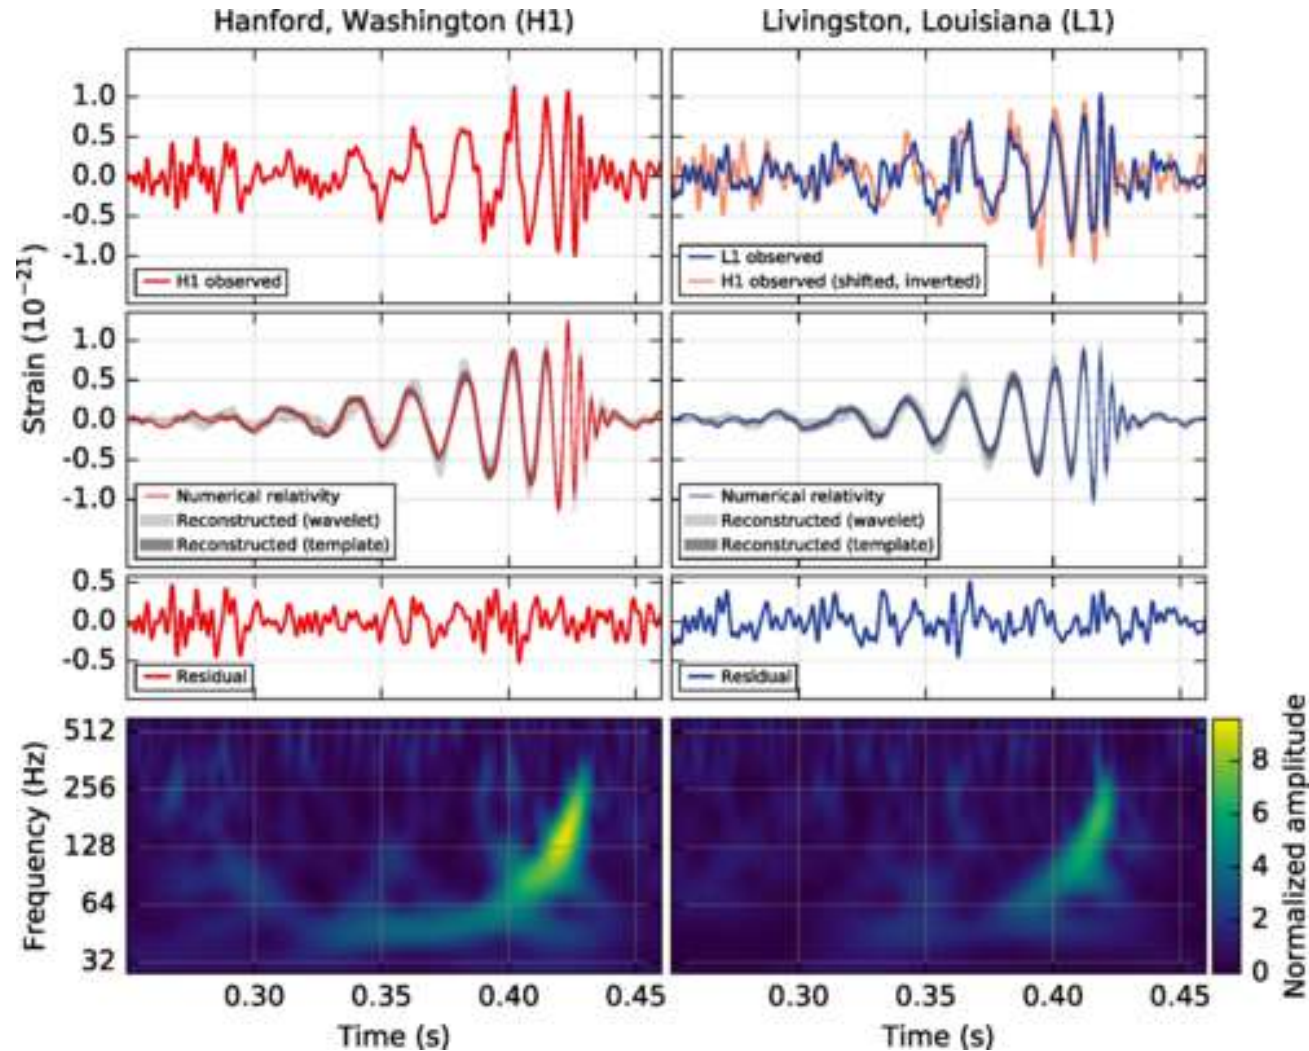 Hanford, Washington (H1)
Livingston, Louisiana (L1)
1.0
0.5
0.0
-0.5
-1.0
H1 observed
L1 observed
H1 observed (shifted, inverted)
Strain (10⁻²¹)
1.0
0.5
0.0
-0.5
-1.0
Numerical relativity
Reconstructed (wavelet)
Reconstructed (template)
Numerical relativity
Reconstructed (wavelet)
Reconstructed (template)
0.5
0.0
-0.5
Residual
Residual
Frequency (Hz)
512
256
128
64
32
Normalized amplitude
8
6
4
2
0
0.30 0.35 0.40 0.45
0.30 0.35 0.40 0.45
Time (s)
Time (s)